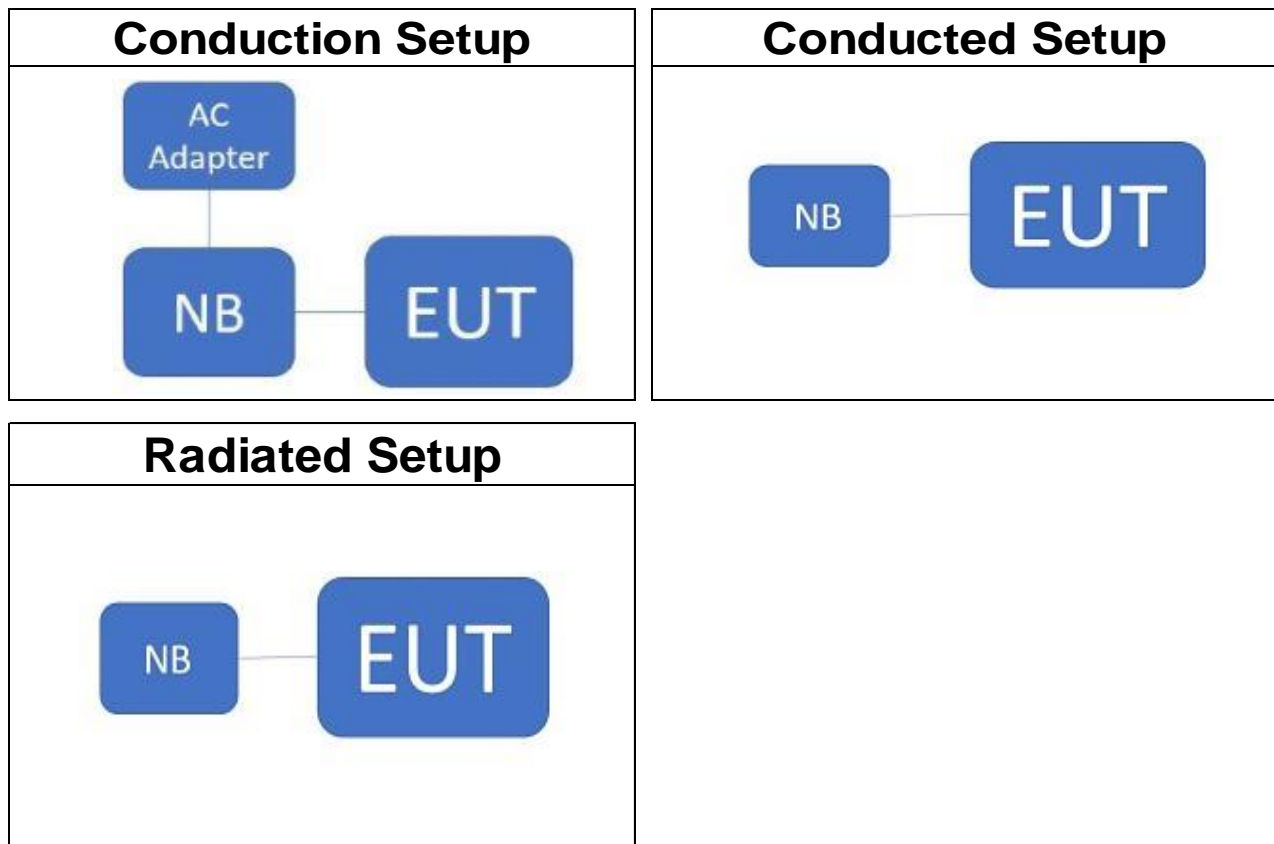 Conduction Setup
AC
Adapter
NB
EUT
Conducted Setup
NB
EUT
Radiated Setup
NB
EUT